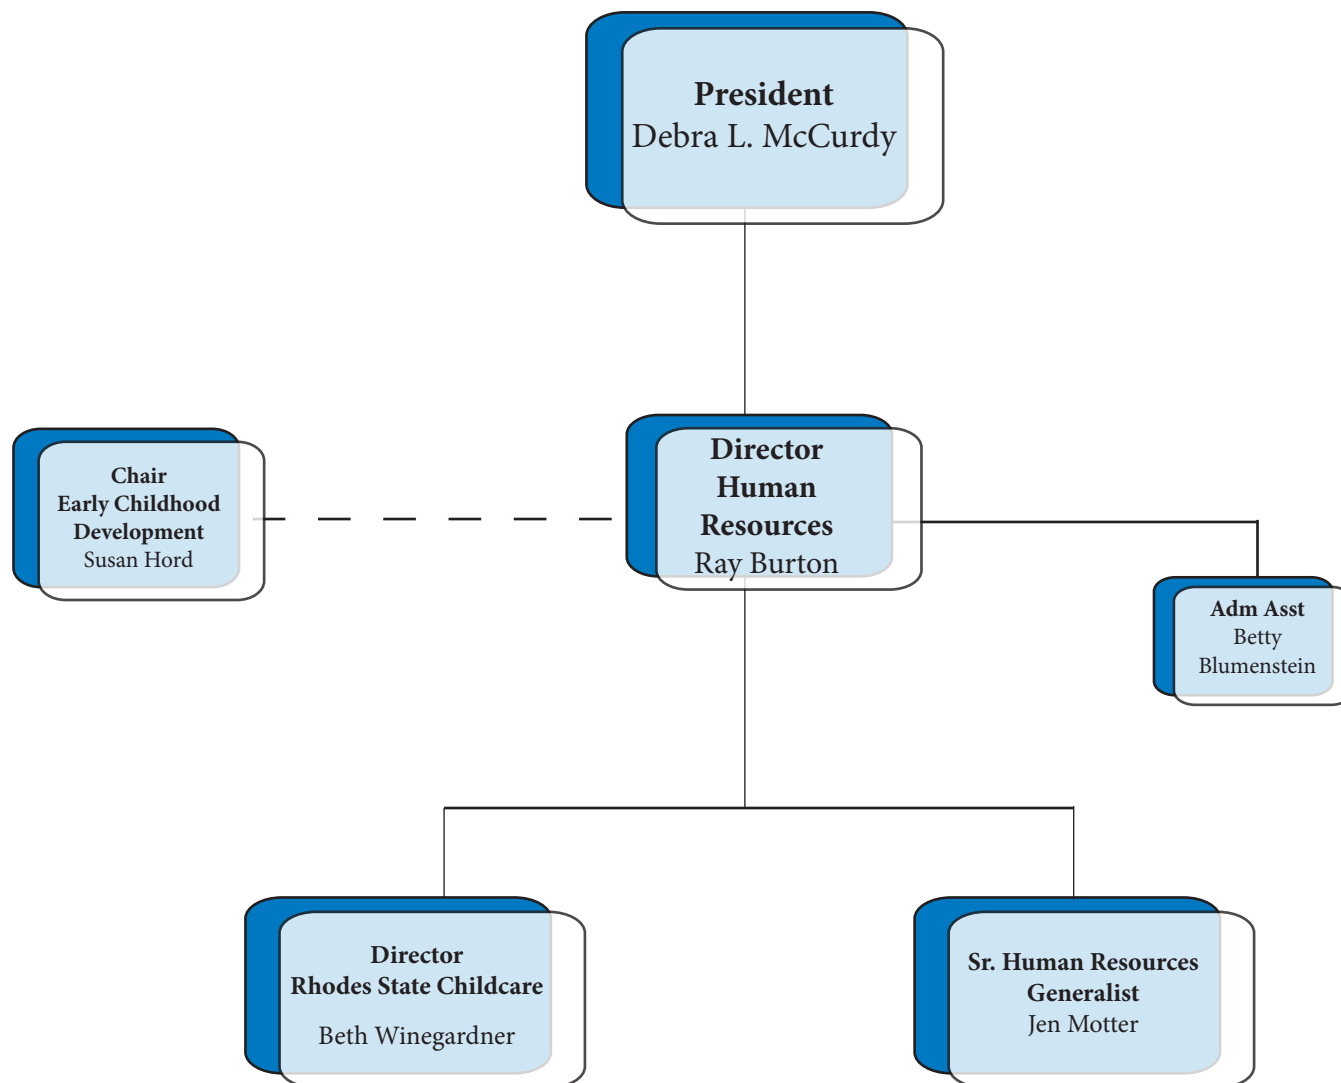 President
Debra L. McCurdy
Chair
Early Childhood
Development
Susan Hord
Director
Human
Resources
Ray Burton
Adm Asst
Betty
Blumenstein
Director
Rhodes State Childcare
Beth Winegardner
Sr. Human Resources
Generalist
Jen Motter